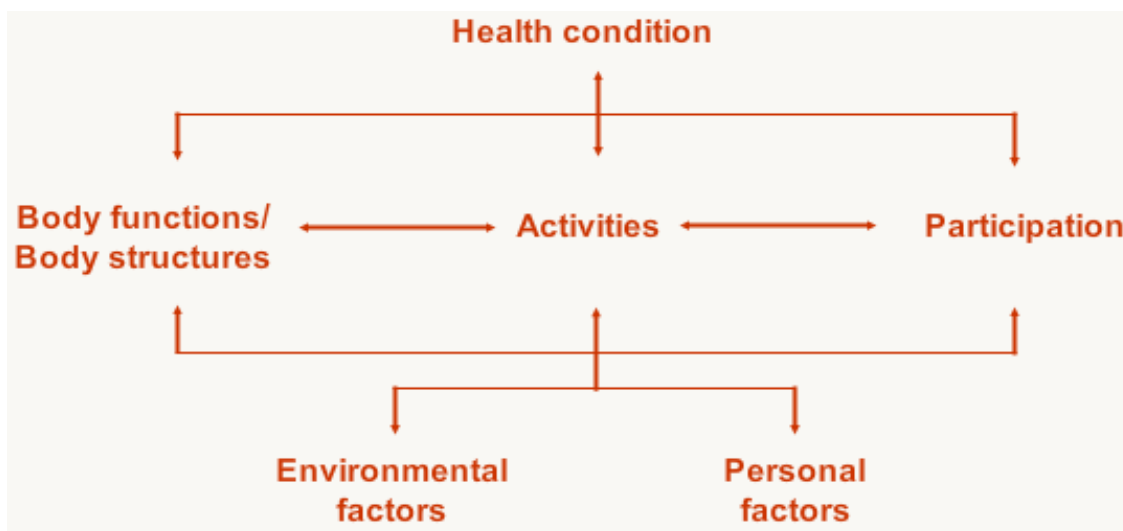 Health condition
Body functions/
Body structures
Activities
Participation
Environmental
factors
Personal
factors